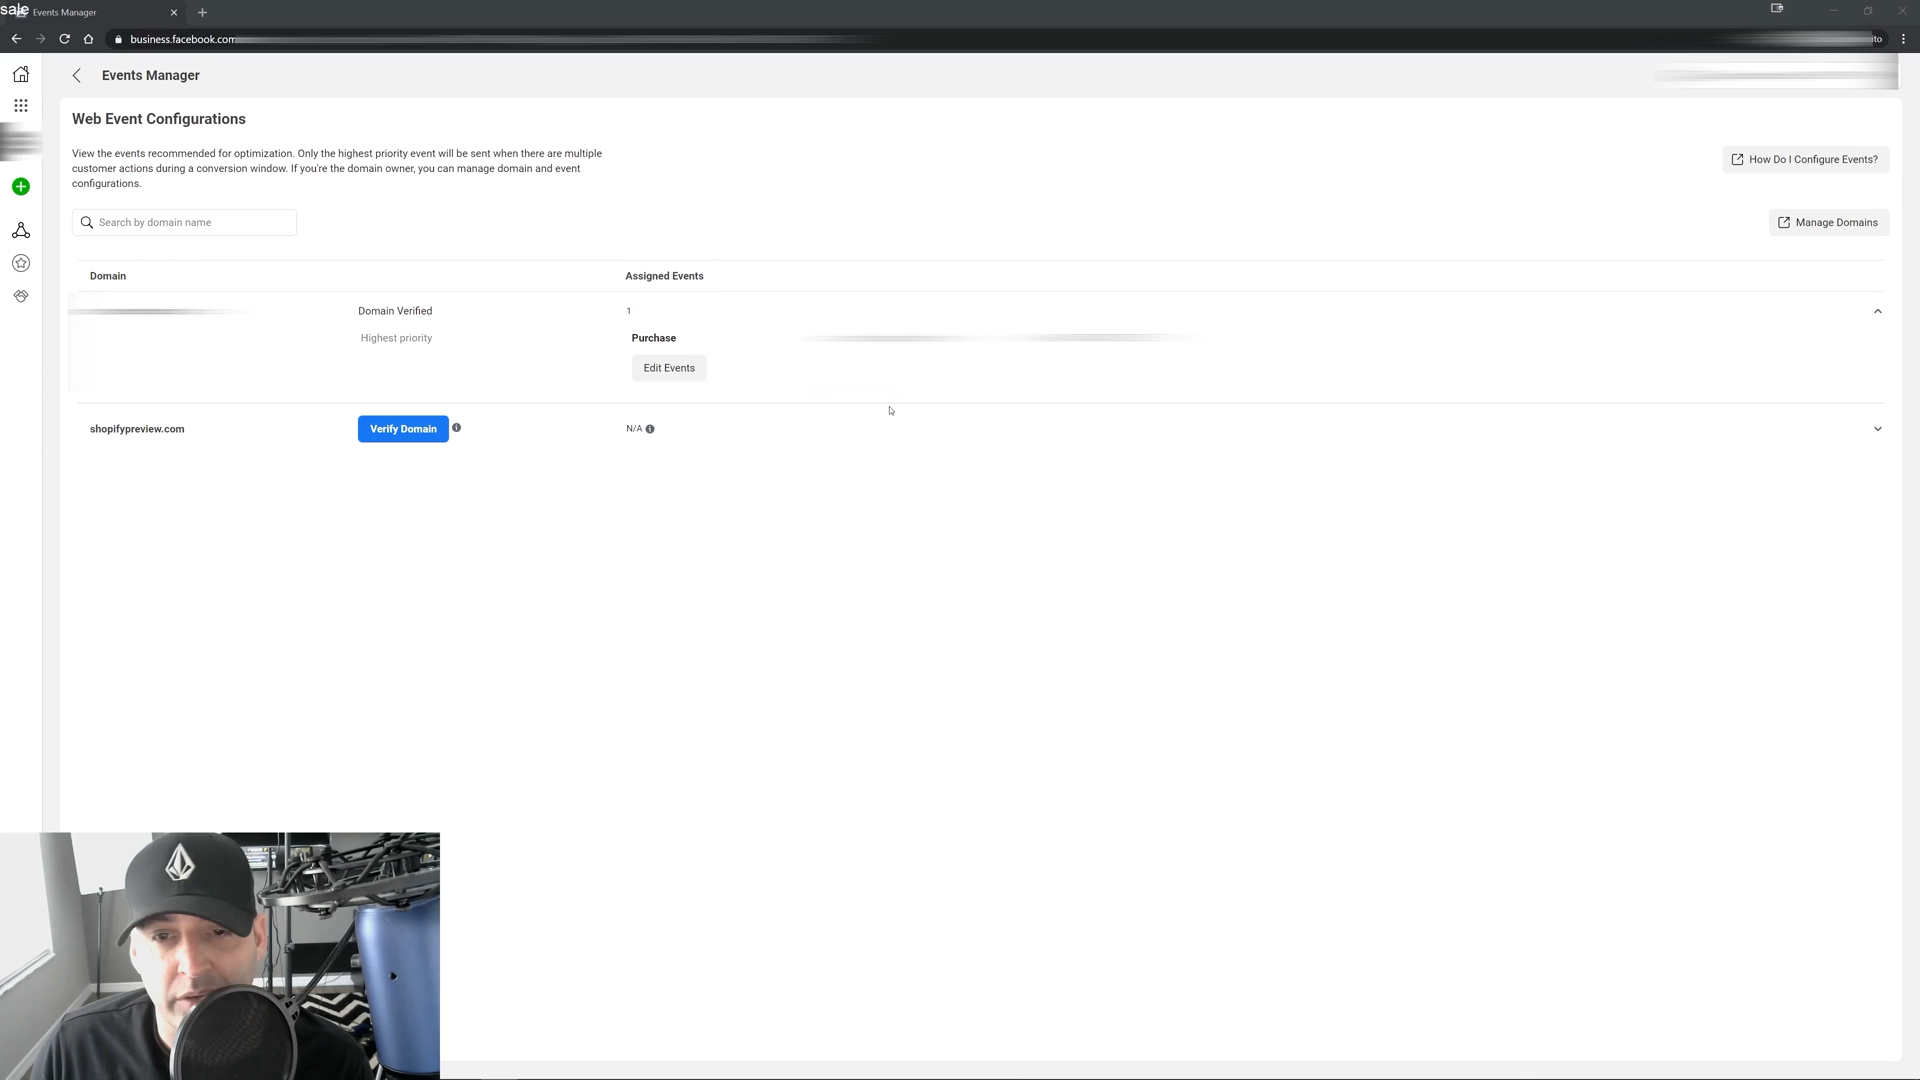 sale
Events Manager
business.facebook.com
ito
Events Manager
Web Event Configurations
View the events recommended for optimization. Only the highest priority event will be sent when there are multiple
customer actions during a conversion window. If you're the domain owner, you can manage domain and event
configurations.
How Do I Configure Events?
Search by domain name
Manage Domains
Domain
Assigned Events
Domain Verified
1
Highest priority
Purchase
Edit Events
shopifypreview.com
Verify Domain
N/A